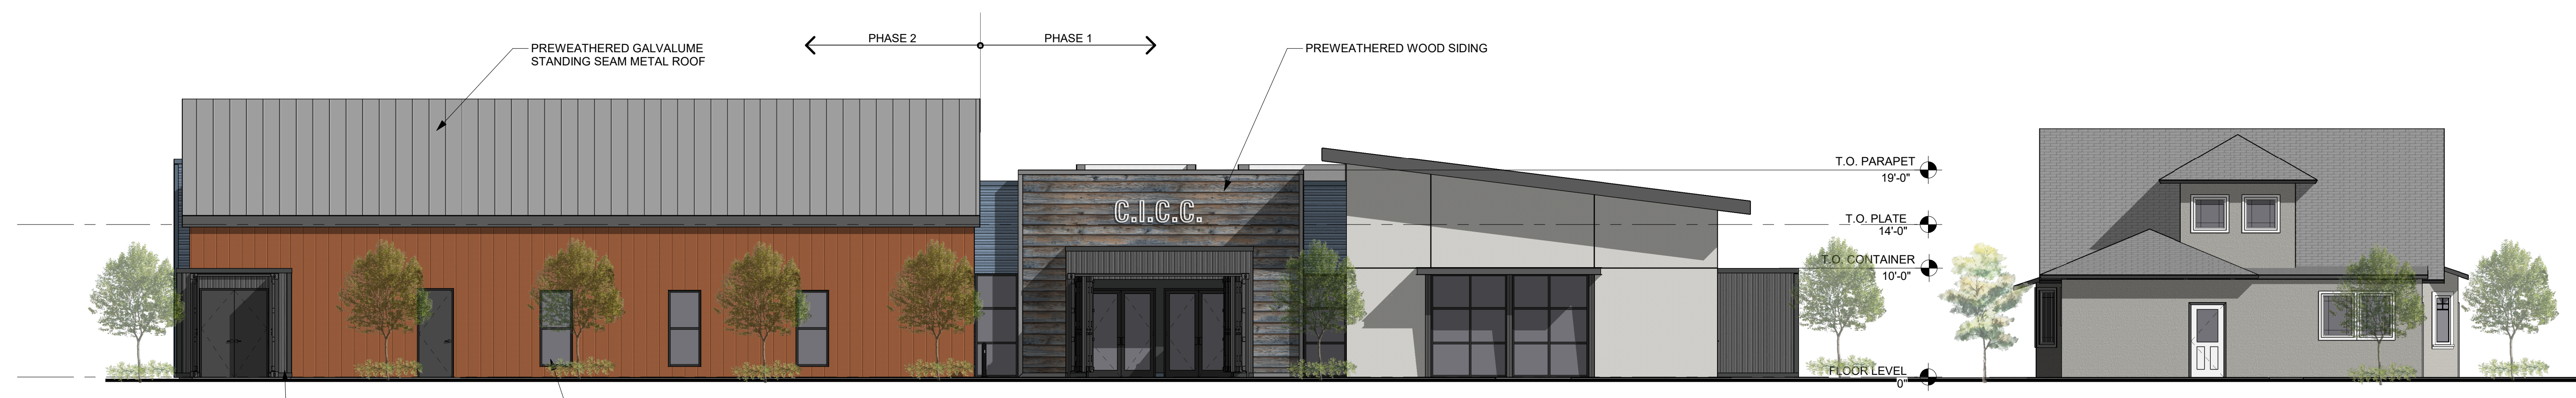 PHASE 2
PHASE 1
PREWEATHERED GALVALUME
STANDING SEAM METAL ROOF
PREWEATHERED WOOD SIDING
T.O. PARAPET
19'-0"
C.I.C.C.
T.O. PLATE
14'-0"
T.O. CONTAINER
10'-0"
FLOOR LEVEL
0"